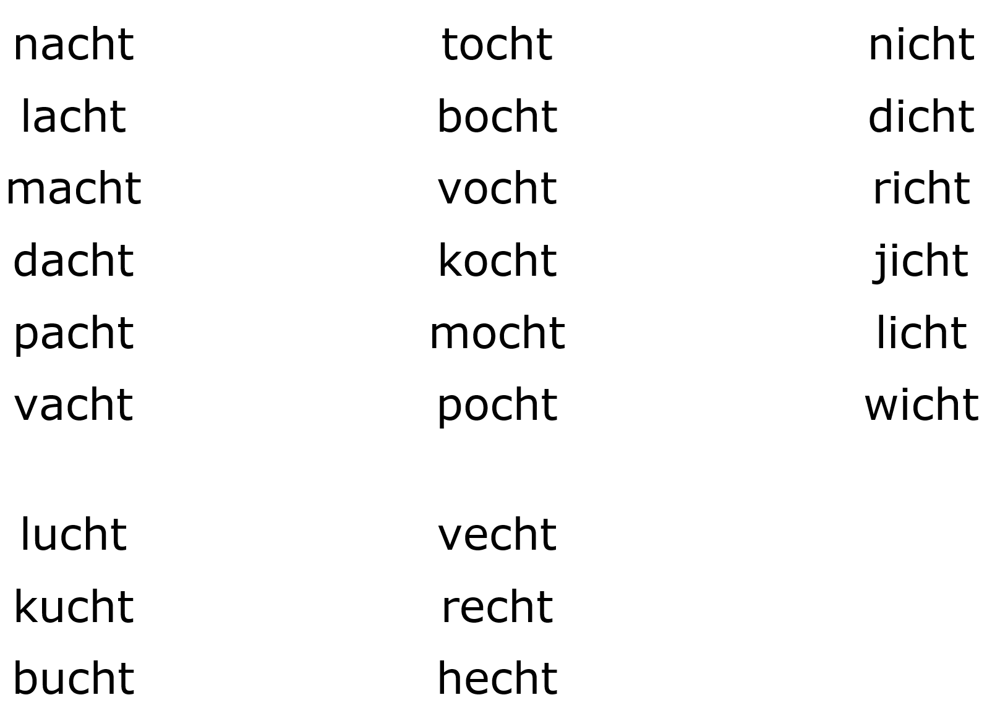 nacht tocht nicht
lacht bocht dicht
macht vocht richt
dacht kocht jicht
pacht mocht licht
vacht pocht wicht
lucht vecht
kucht recht
bucht hecht